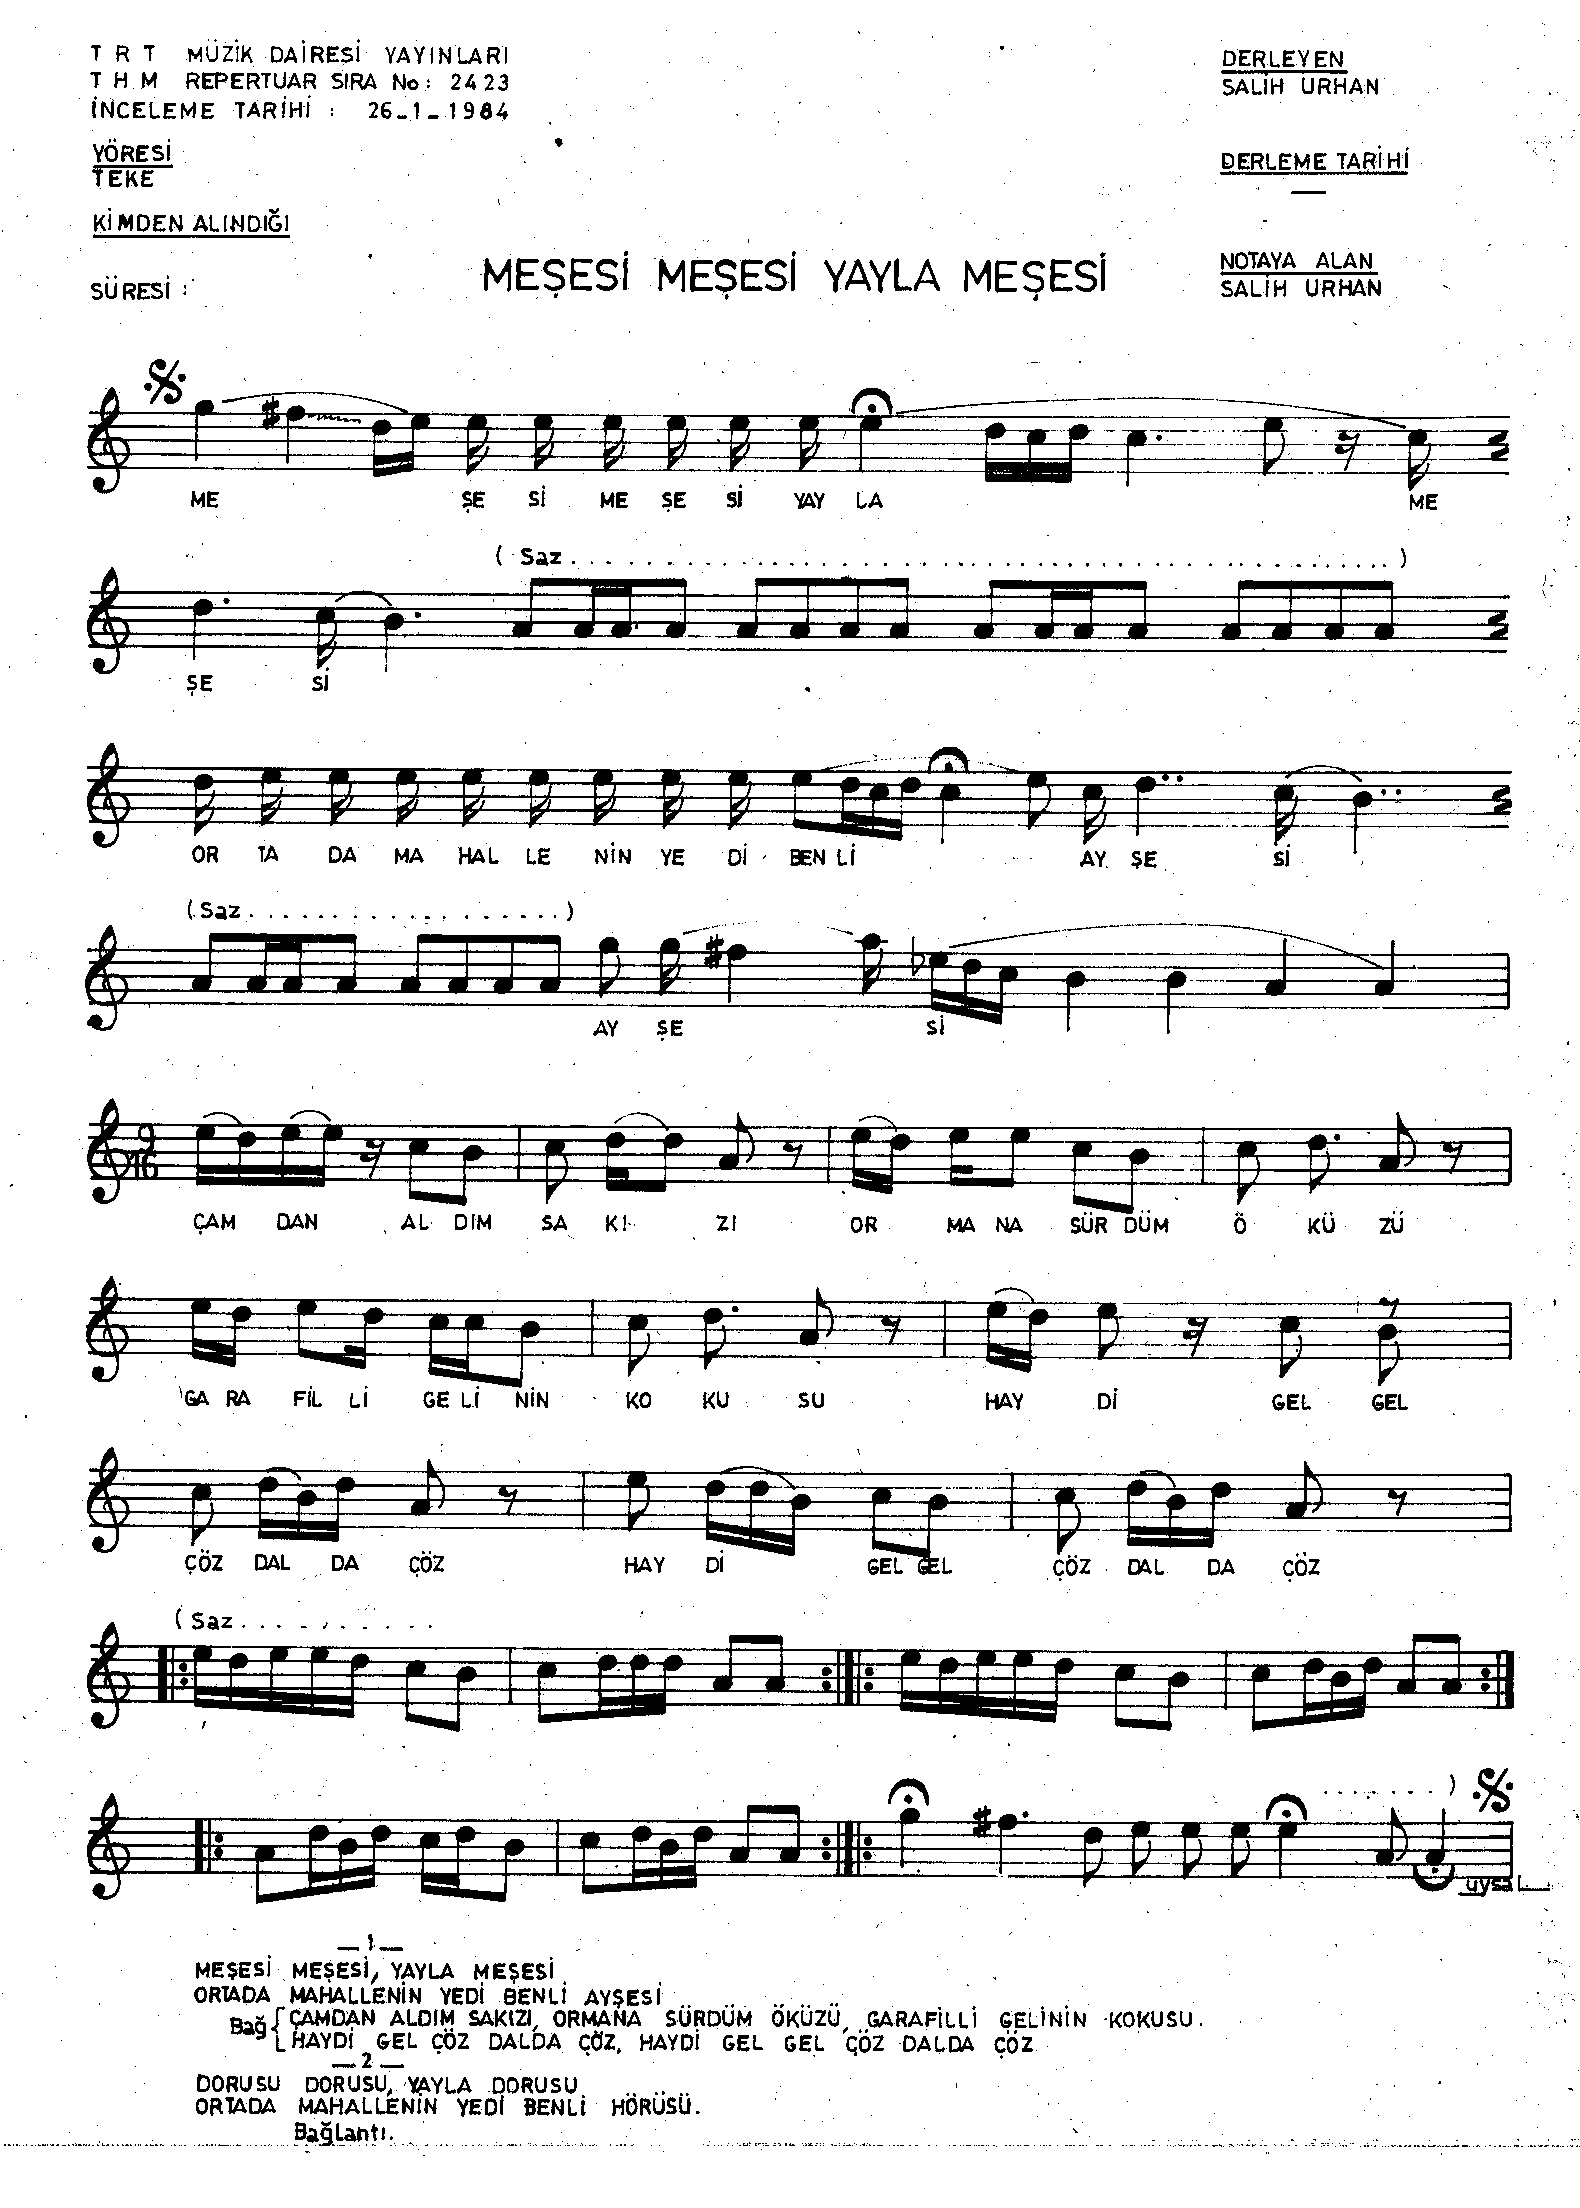 TRT MÜZİK DAİRESİ YAYINLARI
THM REPERTUAR SIRA No: 2423
İNCELEME TARİHİ : 26-1-1984
YÖRESİ
TEKE
KİMDEN ALINDIĞI
SÜRESİ :
DERLEYEN
SALİH URHAN
DERLEME TARİHİ
—
NOTAYA ALAN
SALİH URHAN
MEŞESİ MEŞESİ YAYLA MEŞESİ
ME ŞE Sİ ME ŞE Sİ YAY LA ME
( Saz . . . . . . . . . . )
ŞE Sİ
OR TA DA MA HAL LE NİN YE Dİ BEN Lİ AY ŞE Sİ
( Saz . . . . . . . . . . )
AY ŞE Sİ
9
16
ÇAM DAN AL DIM SA KI ZI OR MA NA SÜR DÜM Ö KÜ ZÜ
GA RA FİL Lİ GE Lİ NİN KO KU SU HAY Dİ GEL GEL
ÇÖZ DAL DA ÇÖZ HAY Dİ GEL GEL ÇÖZ DAL DA ÇÖZ
( Saz . . . . . . . . .
. . . . . . . )
uysal
— 1 —
MEŞESİ MEŞESİ, YAYLA MEŞESİ
ORTADA MAHALLENİN YEDİ BENLİ AYŞESİ
Bağ { ÇAMDAN ALDIM SAKIZI, ORMANA SÜRDÜM ÖKÜZÜ, GARAFİLLİ GELİNİN KOKUSU.
HAYDİ GEL ÇÖZ DALDA ÇÖZ, HAYDİ GEL GEL ÇÖZ DALDA ÇÖZ
— 2 —
DORUSU DORUSU, YAYLA DORUSU
ORTADA MAHALLENİN YEDİ BENLİ HÖRÜSÜ.
Bağlantı.